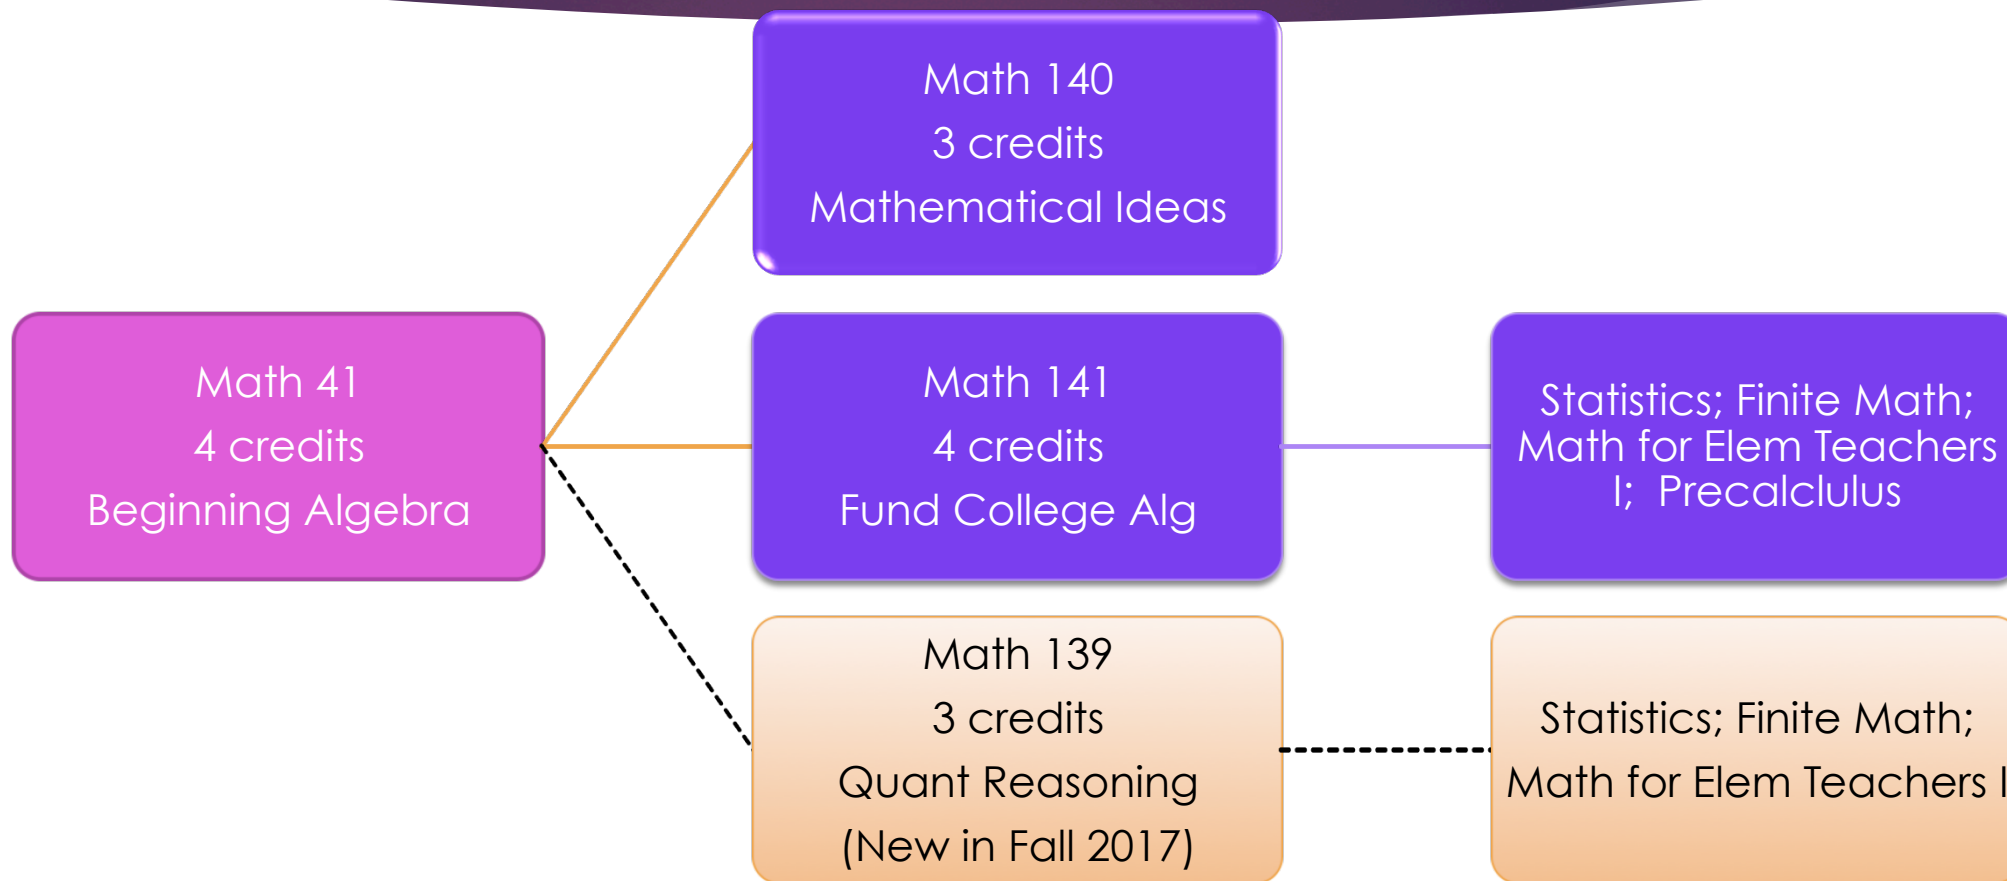 Math 140
3 credits
Mathematical Ideas
Math 41
4 credits
Beginning Algebra
Math 141
4 credits
Fund College Alg
Statistics; Finite Math;
Math for Elem Teachers
I;  Precalclulus
Math 139
3 credits
Quant Reasoning
(New in Fall 2017)
Statistics; Finite Math;
Math for Elem Teachers I